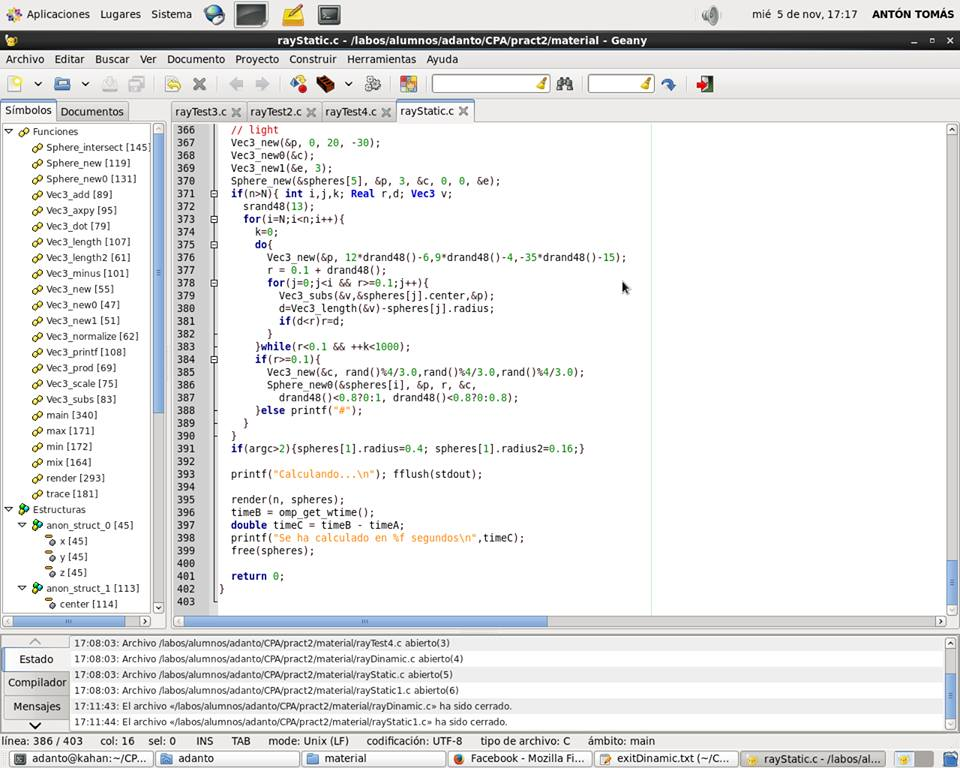 Aplicaciones Lugares Sistema mié 5 de nov, 17:17 ANTÓN TOMÁS
rayStatic.c - /labos/alumnos/adanto/CPA/pract2/material - Geany
Archivo Editar Buscar Ver Documento Proyecto Construir Herramientas Ayuda
Símbolos Documentos
rayTest3.c rayTest2.c rayTest4.c rayStatic.c
Funciones
Sphere_intersect [145]
Sphere_new [119]
Sphere_new0 [131]
Vec3_add [89]
Vec3_axpy [95]
Vec3_dot [79]
Vec3_length [107]
Vec3_length2 [61]
Vec3_minus [101]
Vec3_new [55]
Vec3_new0 [47]
Vec3_new1 [51]
Vec3_normalize [62]
Vec3_printf [108]
Vec3_prod [69]
Vec3_scale [75]
Vec3_subs [83]
main [340]
max [171]
min [172]
mix [164]
render [293]
trace [181]
Estructuras
anon_struct_0 [45]
x [45]
y [45]
z [45]
anon_struct_1 [113]
center [114]
366 // light
367 Vec3_new(&p, 0, 20, -30);
368 Vec3_new0(&c);
369 Vec3_new1(&e, 3);
370 Sphere_new(&spheres[5], &p, 3, &c, 0, 0, &e);
371 if(n>N){ int i,j,k; Real r,d; Vec3 v;
372 srand48(13);
373 for(i=N;i<n;i++){
374 k=0;
375 do{
376 Vec3_new(&p, 12*drand48()-6,9*drand48()-4,-35*drand48()-15);
377 r = 0.1 + drand48();
378 for(j=0;j<i && r>=0.1;j++){
379 Vec3_subs(&v,&spheres[j].center,&p);
380 d=Vec3_length(&v)-spheres[j].radius;
381 if(d<r)r=d;
382 }
383 }while(r<0.1 && ++k<1000);
384 if(r>=0.1){
385 Vec3_new(&c, rand()%4/3.0,rand()%4/3.0,rand()%4/3.0);
386 Sphere_new0(&spheres[i], &p, r, &c,
387 drand48()<0.8?0:1, drand48()<0.8?0:0.8);
388 }else printf("#");
389 }
390 }
391 if(argc>2){spheres[1].radius=0.4; spheres[1].radius2=0.16;}
392
393 printf("Calculando...\n"); fflush(stdout);
394
395 render(n, spheres);
396 timeB = omp_get_wtime();
397 double timeC = timeB - timeA;
398 printf("Se ha calculado en %f segundos\n",timeC);
399 free(spheres);
400
401 return 0;
402 }
403
Estado
Compilador
Mensajes
17:08:03: Archivo /labos/alumnos/adanto/CPA/pract2/material/rayTest4.c abierto(3)
17:08:03: Archivo /labos/alumnos/adanto/CPA/pract2/material/rayDinamic.c abierto(4)
17:08:03: Archivo /labos/alumnos/adanto/CPA/pract2/material/rayStatic.c abierto(5)
17:08:03: Archivo /labos/alumnos/adanto/CPA/pract2/material/rayStatic1.c abierto(6)
17:11:43: El archivo «/labos/alumnos/adanto/CPA/pract2/material/rayDinamic.c» ha sido cerrado.
17:11:44: El archivo «/labos/alumnos/adanto/CPA/pract2/material/rayStatic1.c» ha sido cerrado.
línea: 386 / 403 col: 16 sel: 0 INS TAB mode: Unix (LF) codificación: UTF-8 tipo de archivo: C ámbito: main
adanto@kahan:~/CP... adanto material Facebook - Mozilla Fi... exitDinamic.txt (~/C... rayStatic.c - /labos/al...